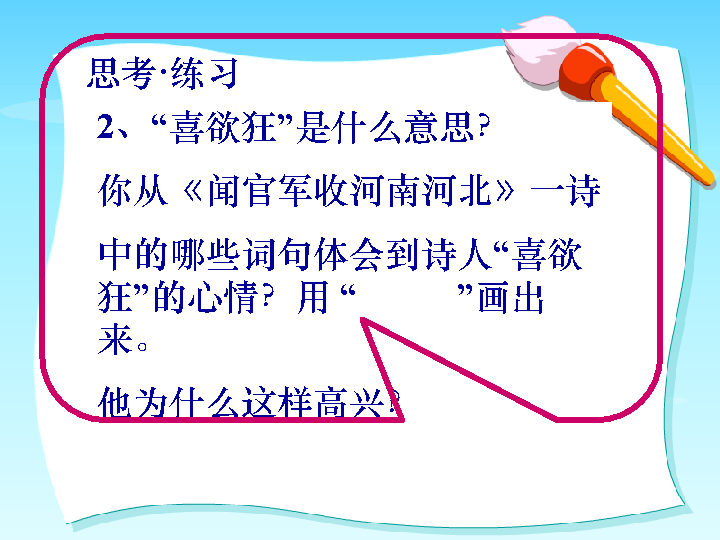 思考·练习
2、“喜欲狂”是什么意思?
你从《闻官军收河南河北》一诗
中的哪些词句体会到诗人“喜欲
狂”的心情？用“　　　”画出
来。
他为什么这样高兴?